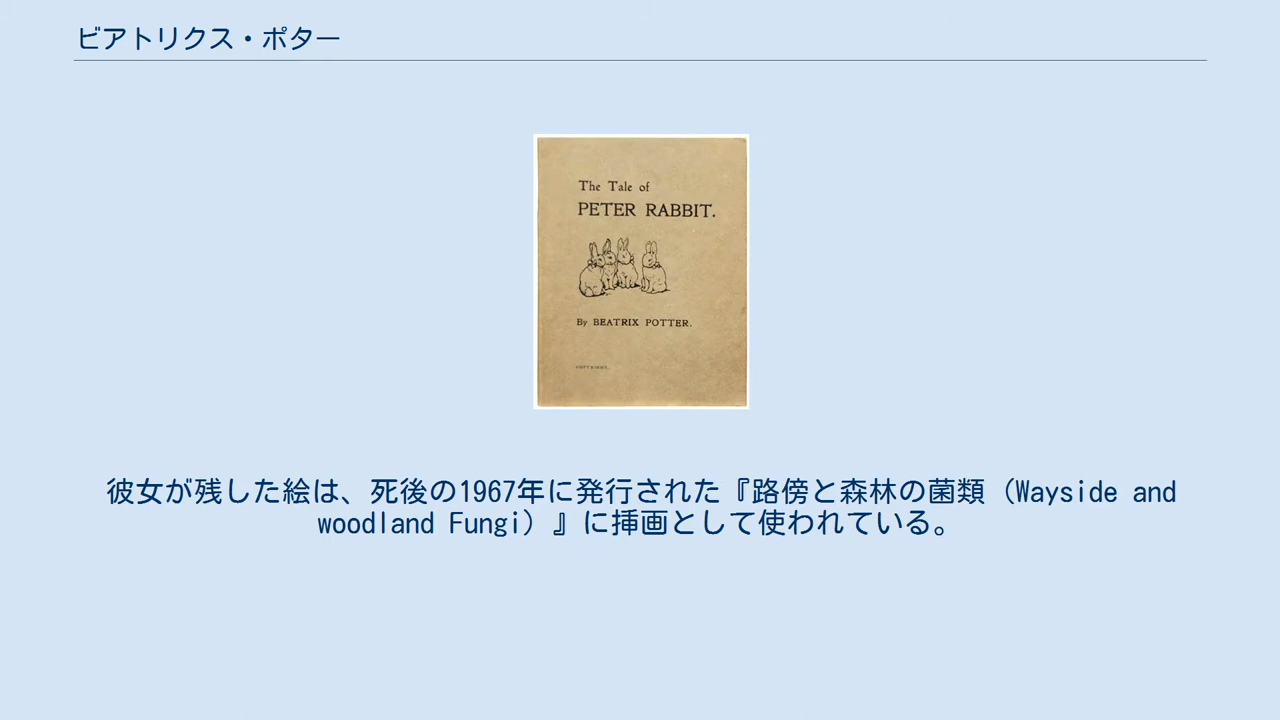 ビアトリクス・ポター
The Tale of
PETER RABBIT.
By BEATRIX POTTER.
COPYRIGHT.
彼女が残した絵は、死後の1967年に発行された『路傍と森林の菌類（Wayside and
woodland Fungi）』に挿画として使われている。